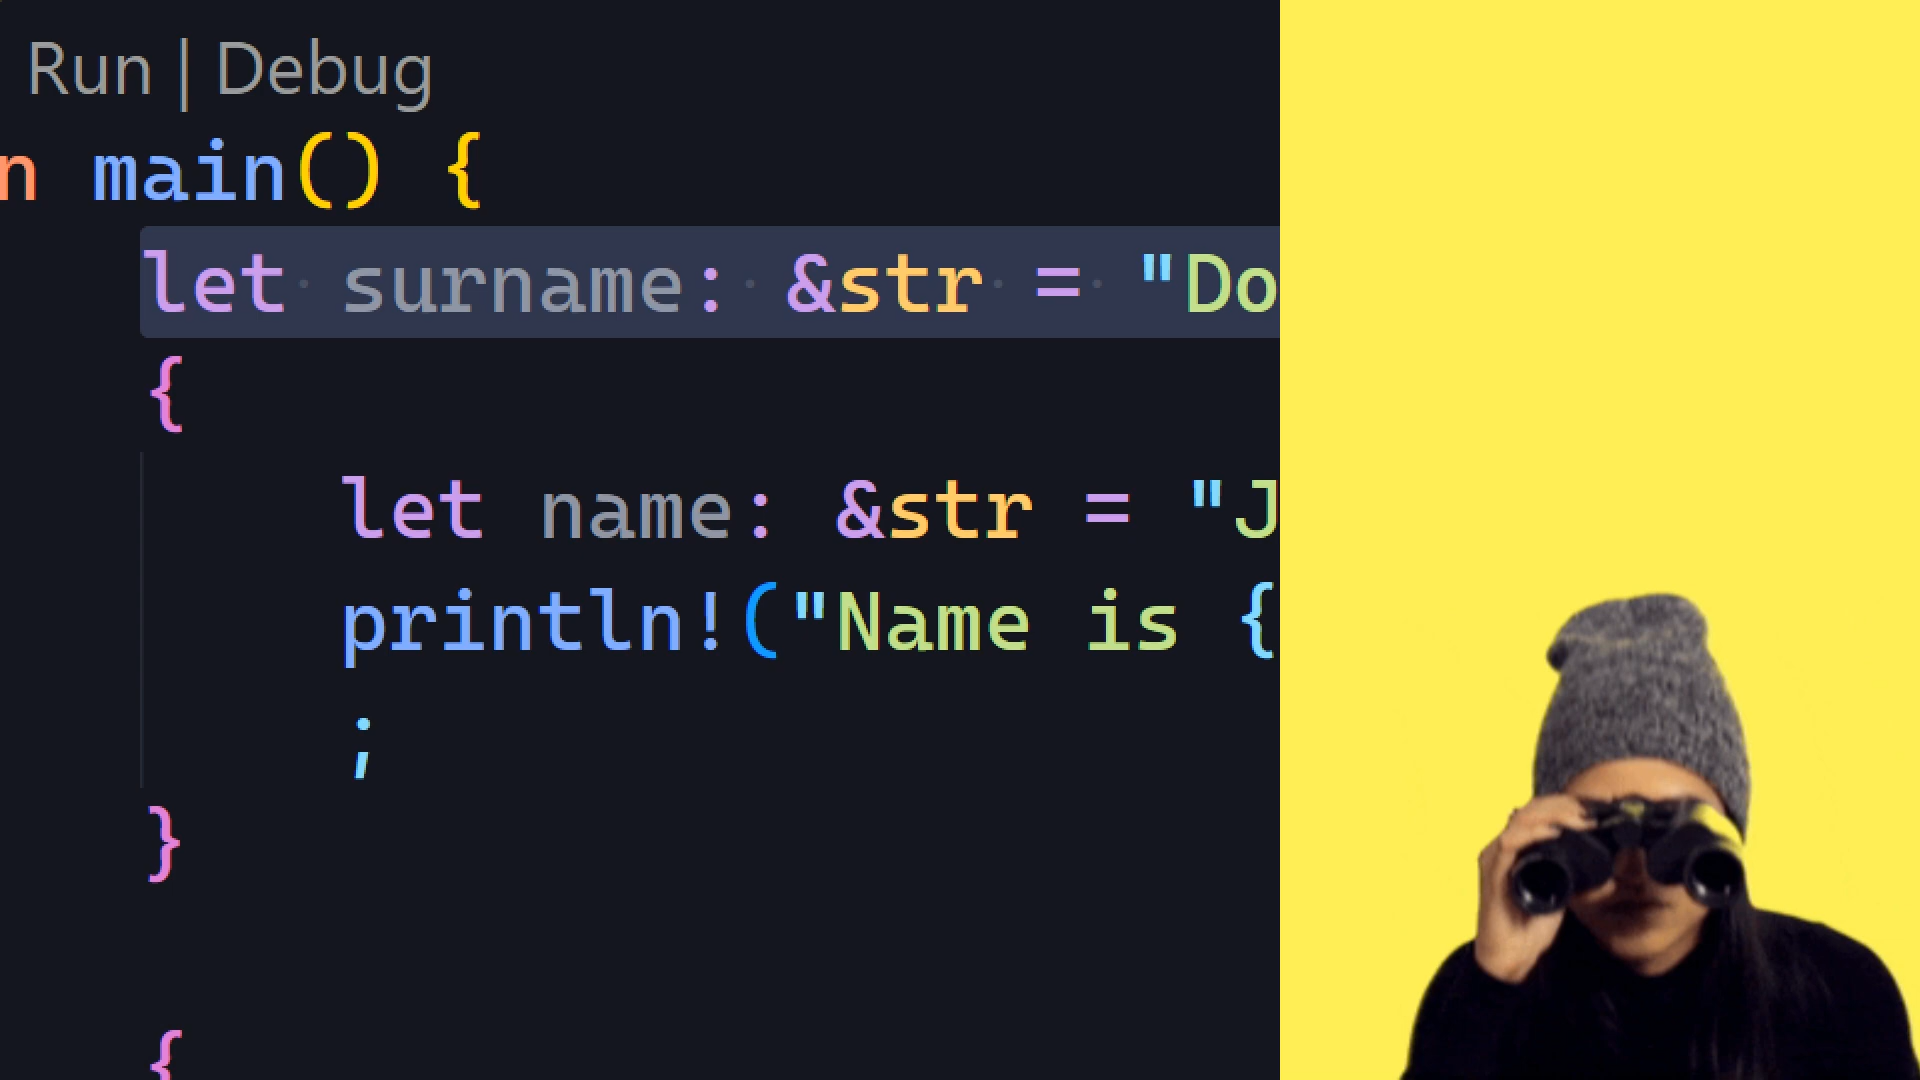 Run | Debug
n main() {
let surname: &str = "Do
{
let name: &str = "J
println!("Name is {
;
}
{